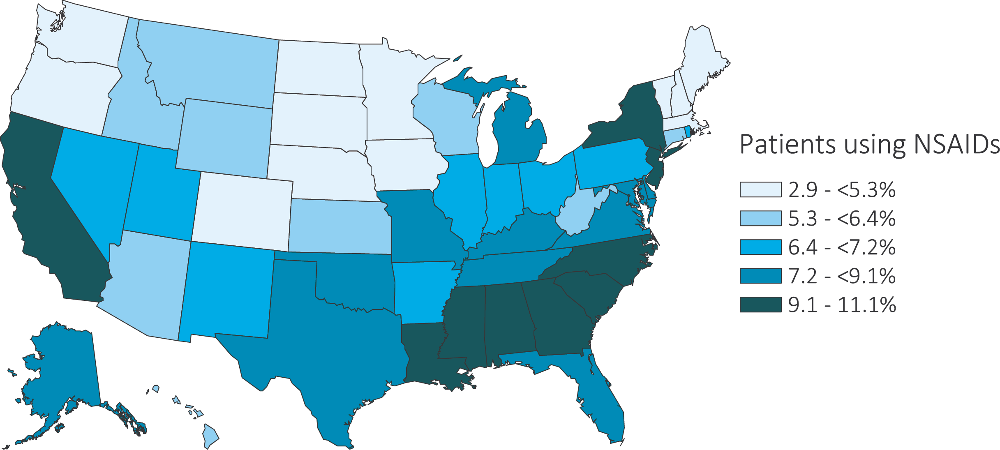 Patients using NSAIDs
2.9 - <5.3%
5.3 - <6.4%
6.4 - <7.2%
7.2 - <9.1%
9.1 - 11.1%